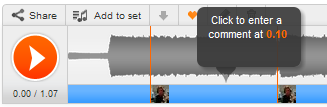 Share
Add to set
Click to enter a
comment at 0.10
0.00 / 1.07